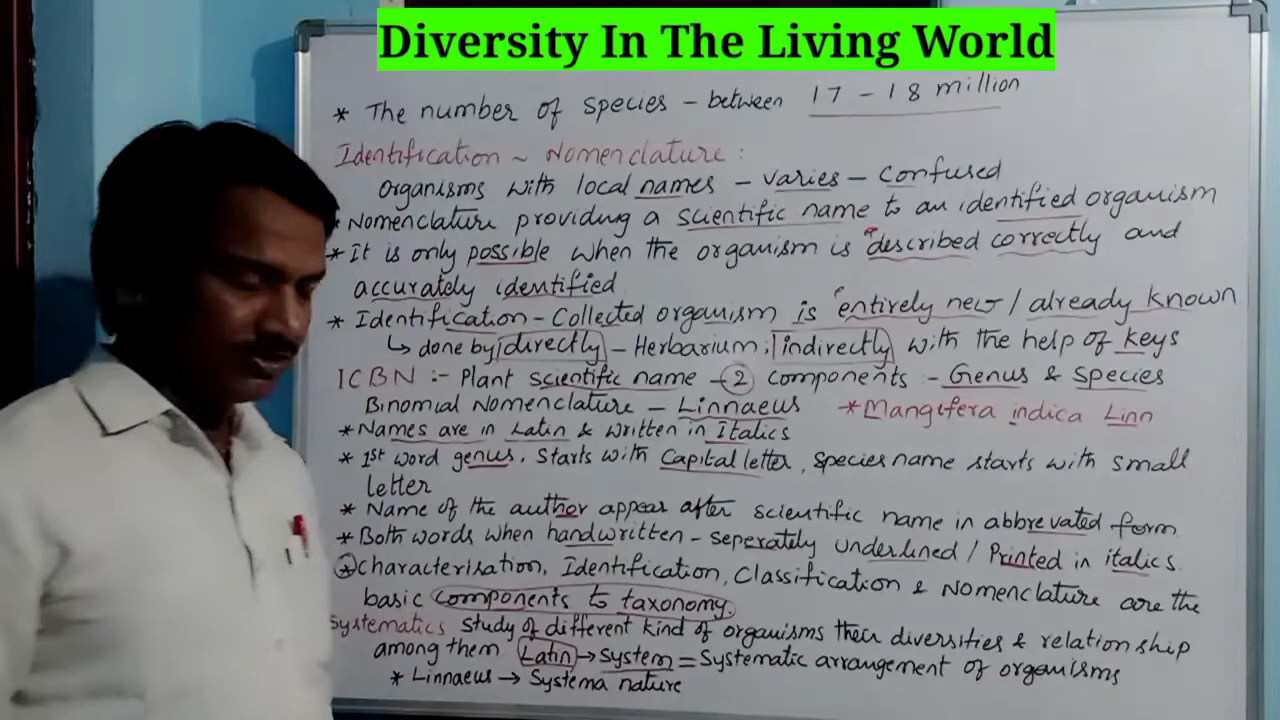 Diversity In The Living World
* The number of species – between 17 – 18 million
Identification ~ Nomenclature :
Organisms with local names – varies – confused
* Nomenclature providing a scientific name to an identified organism
* It is only possible when the organism is described correctly and
accurately identified
* Identification – Collected organism is entirely new / already known
↳ done by directly – Herbarium, indirectly with the help of keys
ICBN :- Plant scientific name – 2 components :- Genus & species
Binomial Nomenclature – Linnaeus * Mangifera indica Linn
* Names are in Latin & written in Italics
* 1st word genus, starts with Capital letter, species name starts with small
letter
* Name of the author appear after scientific name in abbrevated form
* Both words when handwritten – seperately underlined / Printed in italics.
* Characterisation, Identification, Classification & Nomenclature are the
basic components to taxonomy.
Systematics study of different kind of organisms their diversities & relationship
among them Latin → System = Systematic arrangement of organisms
* Linnaeus → Systema nature